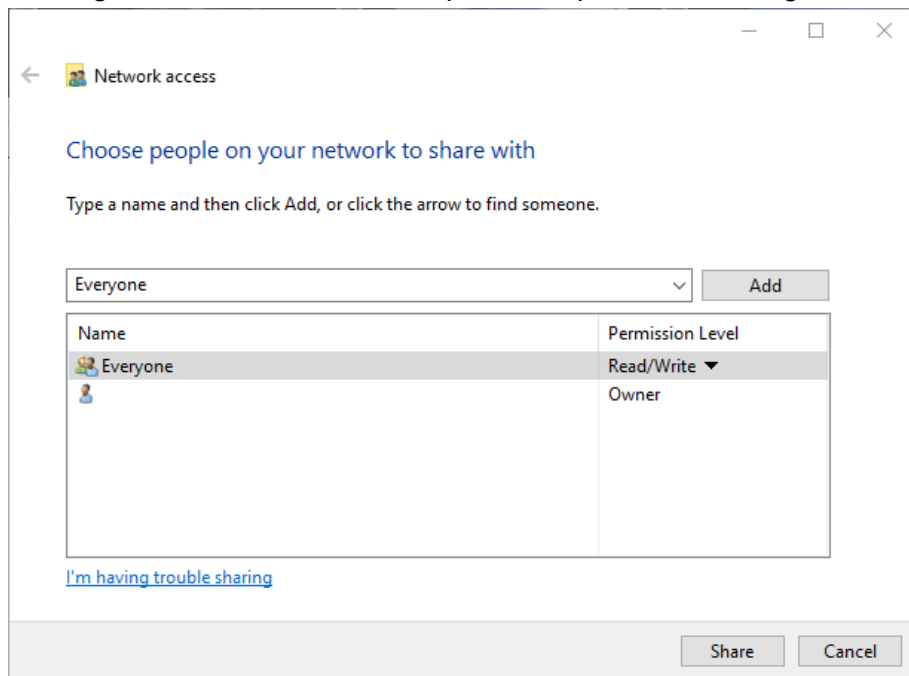 Network access
Choose people on your network to share with
Type a name and then click Add, or click the arrow to find someone.
Everyone
Add
Name Permission Level
Everyone Read/Write
Owner
I'm having trouble sharing
Share Cancel